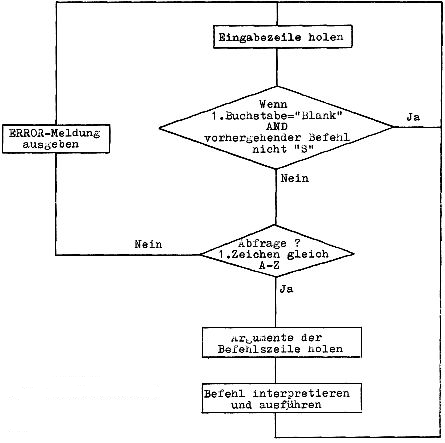 Eingabezeile holen
Wenn
1.Buchstabe="Blank"
AND
vorhergehender Befehl
nicht "S"
Ja
ERROR-Meldung
ausgeben
Nein
Nein
Abfrage ?
1.Zeichen gleich
A-Z
Ja
Argumente der
Befehlszeile holen
Befehl interpretieren
und ausführen